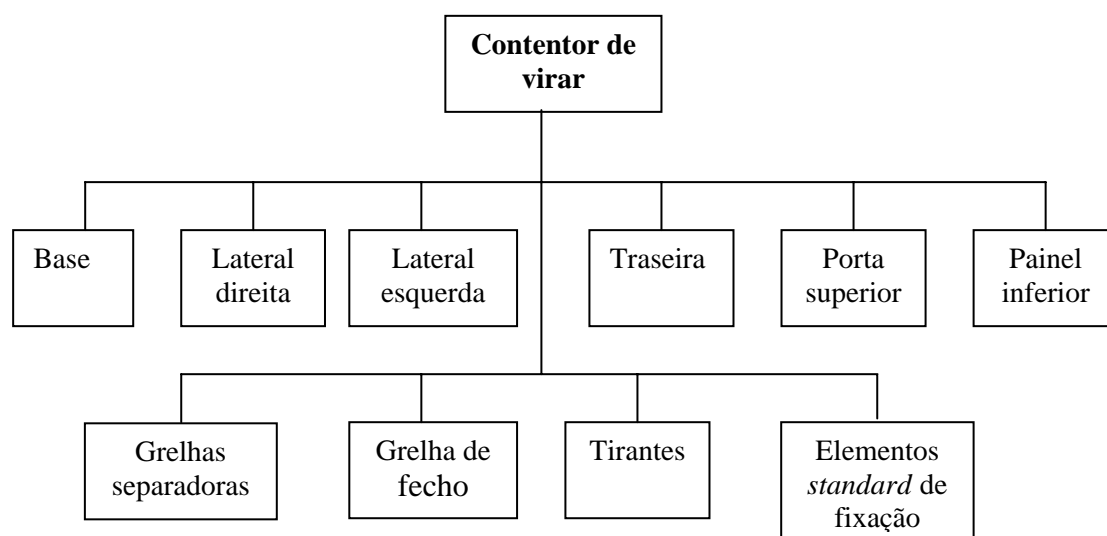 Contentor de
virar
Base
Lateral
direita
Lateral
esquerda
Traseira
Porta
superior
Painel
inferior
Grelhas
separadoras
Grelha de
fecho
Tirantes
Elementos
standard de
fixação